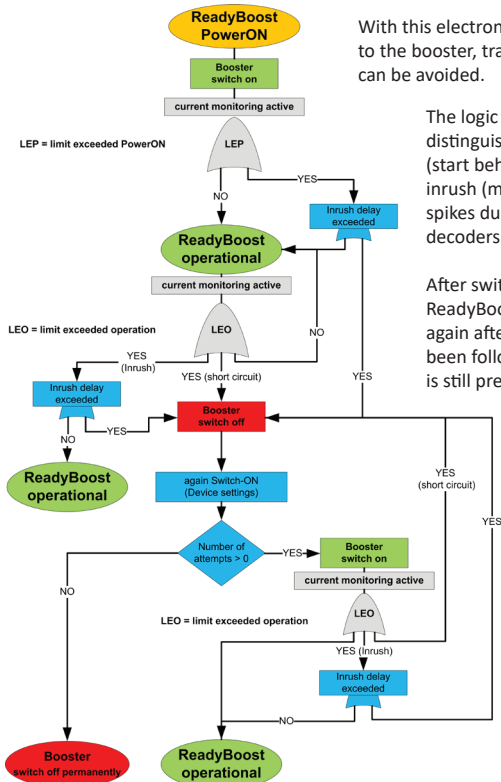 ReadyBoost
PowerON
Booster
switch on
current monitoring active
LEP = limit exceeded PowerON
LEP
YES
NO
Inrush delay
exceeded
ReadyBoost
operational
current monitoring active
LEO = limit exceeded operation
LEO
NO
YES
(Inrush)
YES (short circuit)
YES
Inrush delay
exceeded
Booster
switch off
YES
NO
ReadyBoost
operational
again Switch-ON
(Device settings)
YES
(short circuit)
YES
Number of
attempts > 0
YES
Booster
switch on
current monitoring active
NO
LEO
LEO = limit exceeded operation
YES (Inrush)
Inrush delay
exceeded
NO
Booster
switch off permanently
ReadyBoost
operational
With this electron
to the booster, tra
can be avoided.
The logic
distinguis
(start beh
inrush (m
spikes du
decoders
After swit
ReadyBoo
again afte
been follo
is still pre